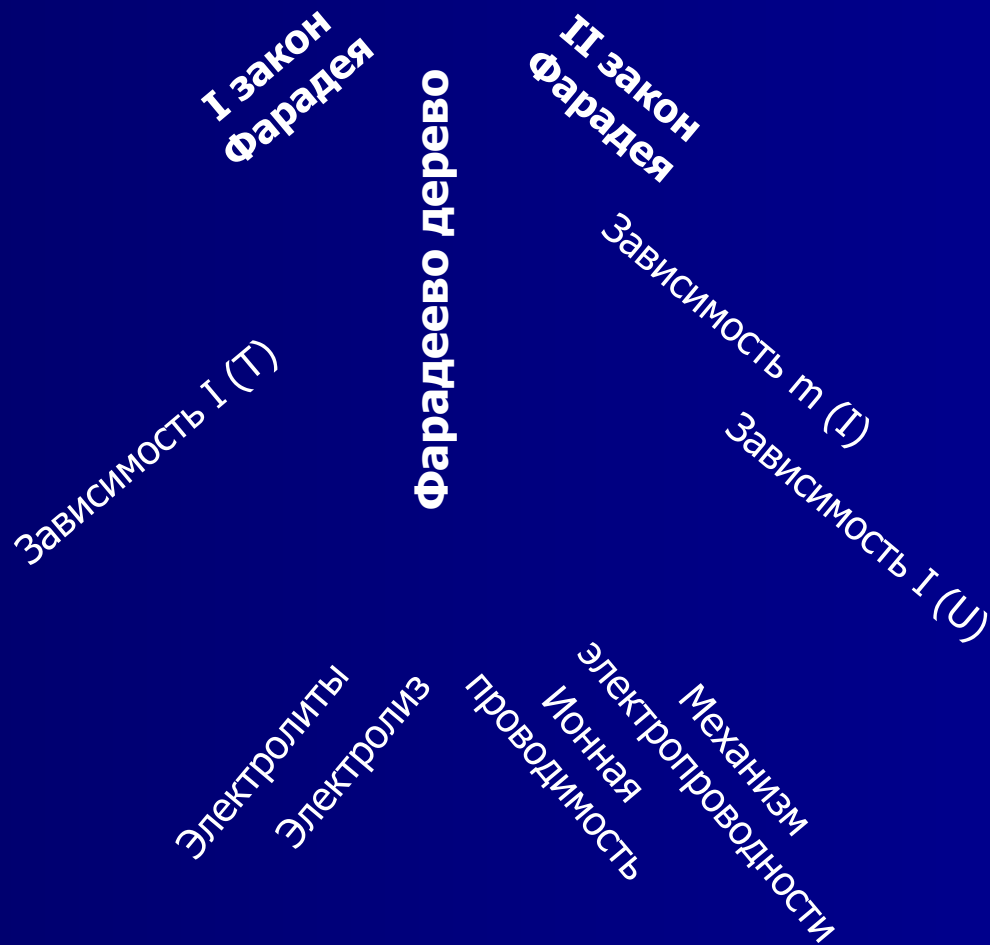 I закон
Фарадея
II закон
Фарадея
Фарадеево дерево
Зависимость m (I)
Зависимость I (T)
Зависимость I (U)
Электролиты
Электролиз
Ионная
проводимость
Механизм
электропроводности